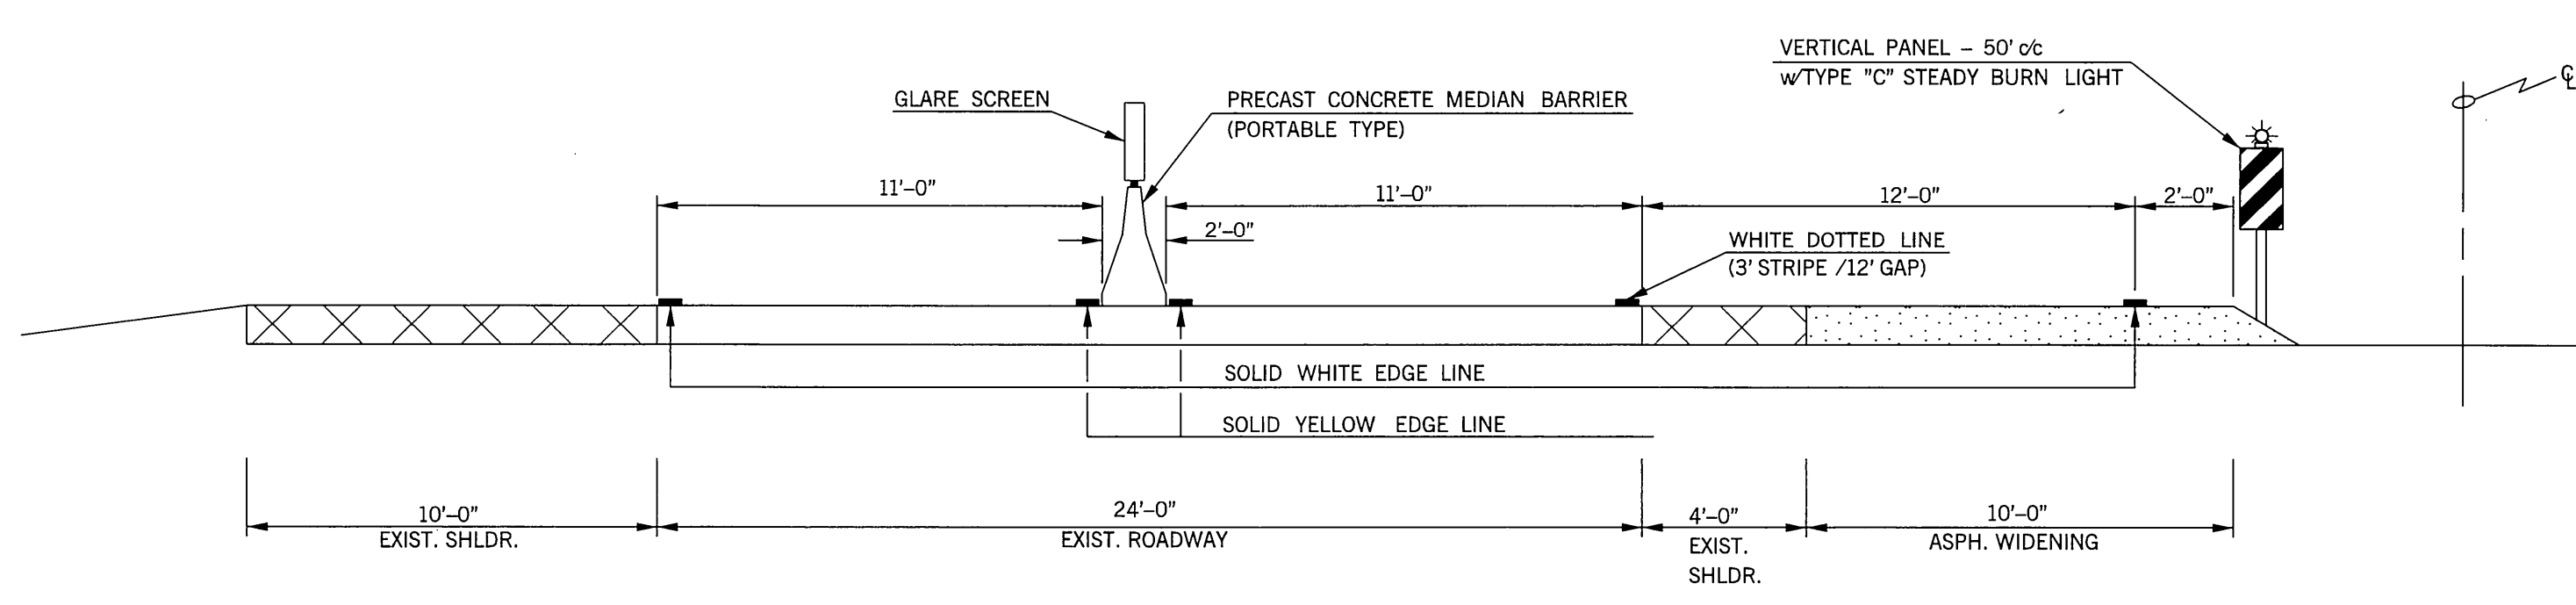 VERTICAL PANEL – 50' c/c
w/TYPE "C" STEADY BURN LIGHT
℄
GLARE SCREEN
PRECAST CONCRETE MEDIAN BARRIER
(PORTABLE TYPE)
11'–0"
11'–0"
12'–0"
2'–0"
2'–0"
WHITE DOTTED LINE
(3' STRIPE /12' GAP)
SOLID WHITE EDGE LINE
SOLID YELLOW EDGE LINE
10'–0"
EXIST. SHLDR.
24'–0"
EXIST. ROADWAY
4'–0"
EXIST.
SHLDR.
10'–0"
ASPH. WIDENING